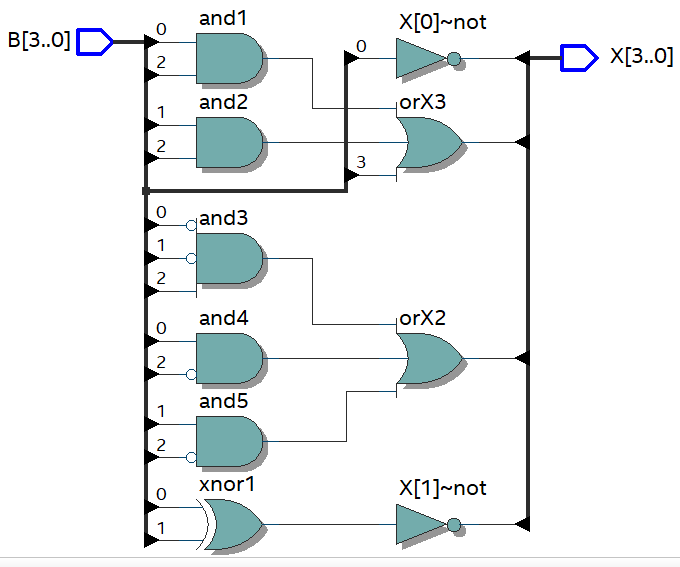 B[3..0]
0
and1
2
1
and2
2
0
X[0]~not
X[3..0]
orX3
3
0
and3
1
2
0
and4
2
orX2
1
and5
2
0
xnor1
1
X[1]~not